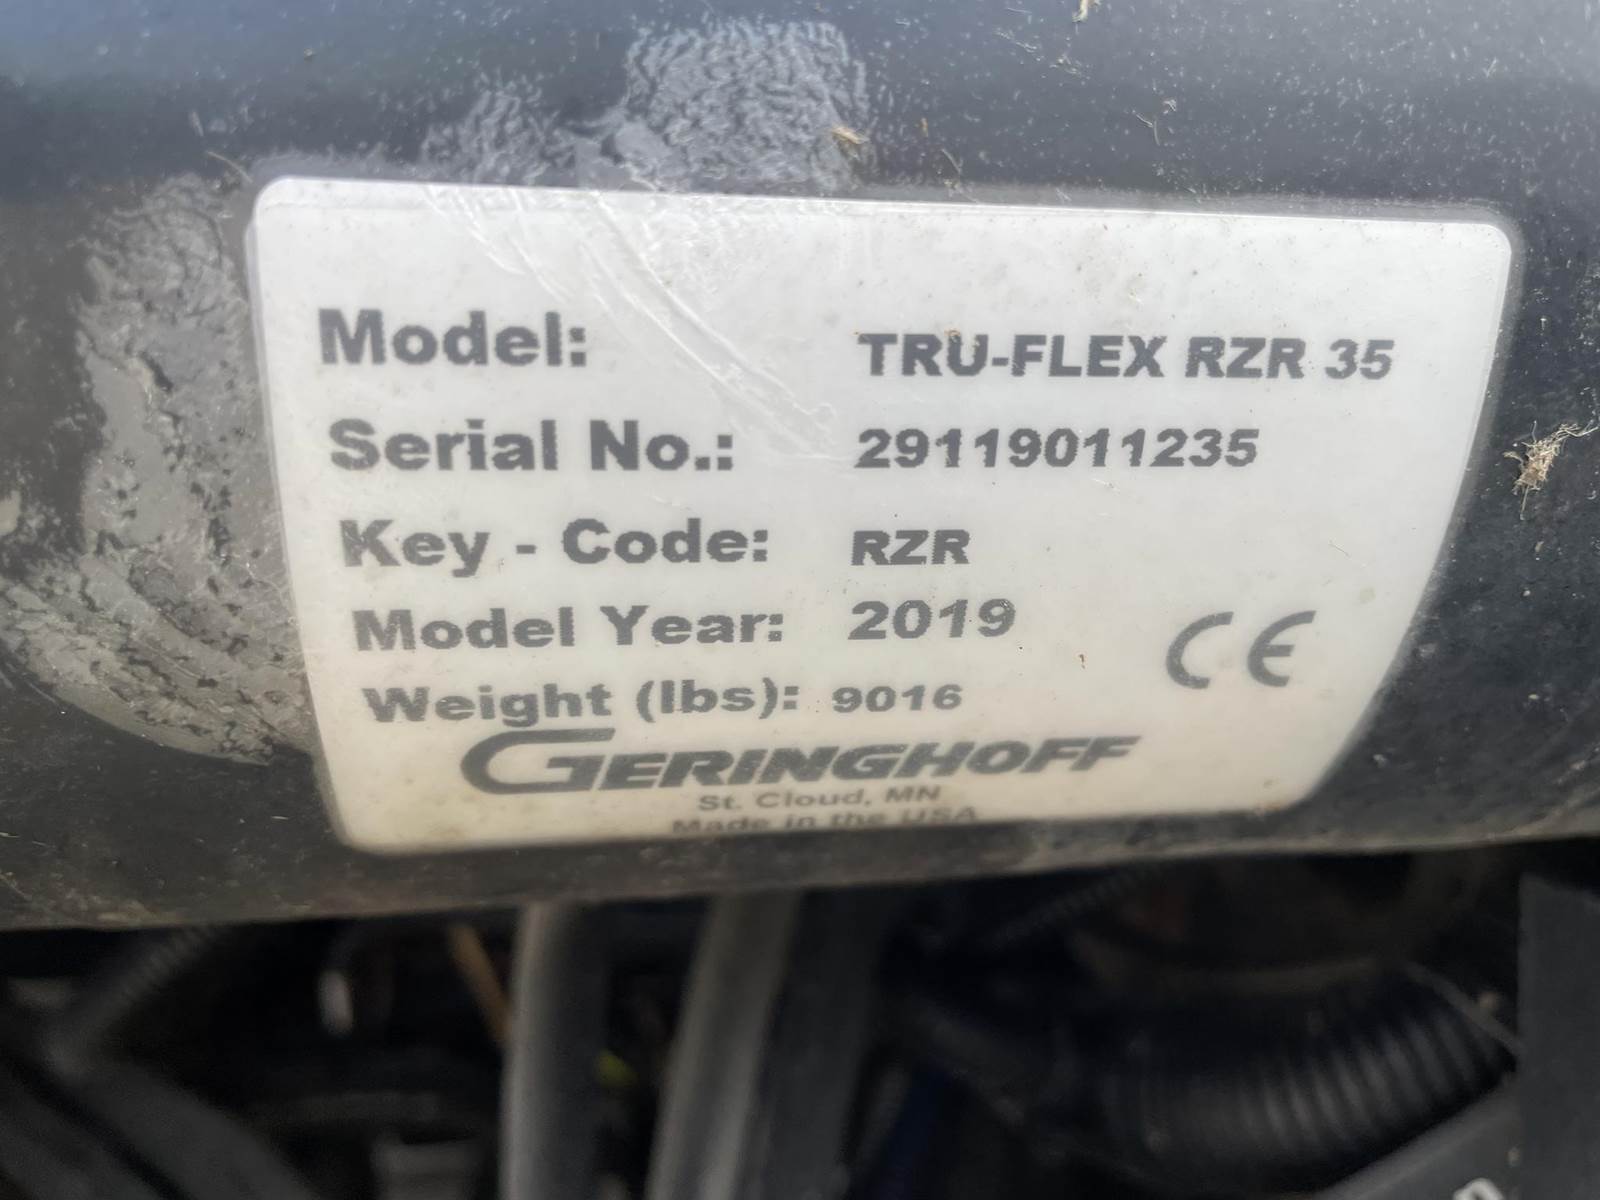 Model: TRU-FLEX RZR 35
Serial No.: 29119011235
Key - Code: RZR
Model Year: 2019
Weight (lbs): 9016
CE
GERINGHOFF
St. Cloud, MN
Made in the USA